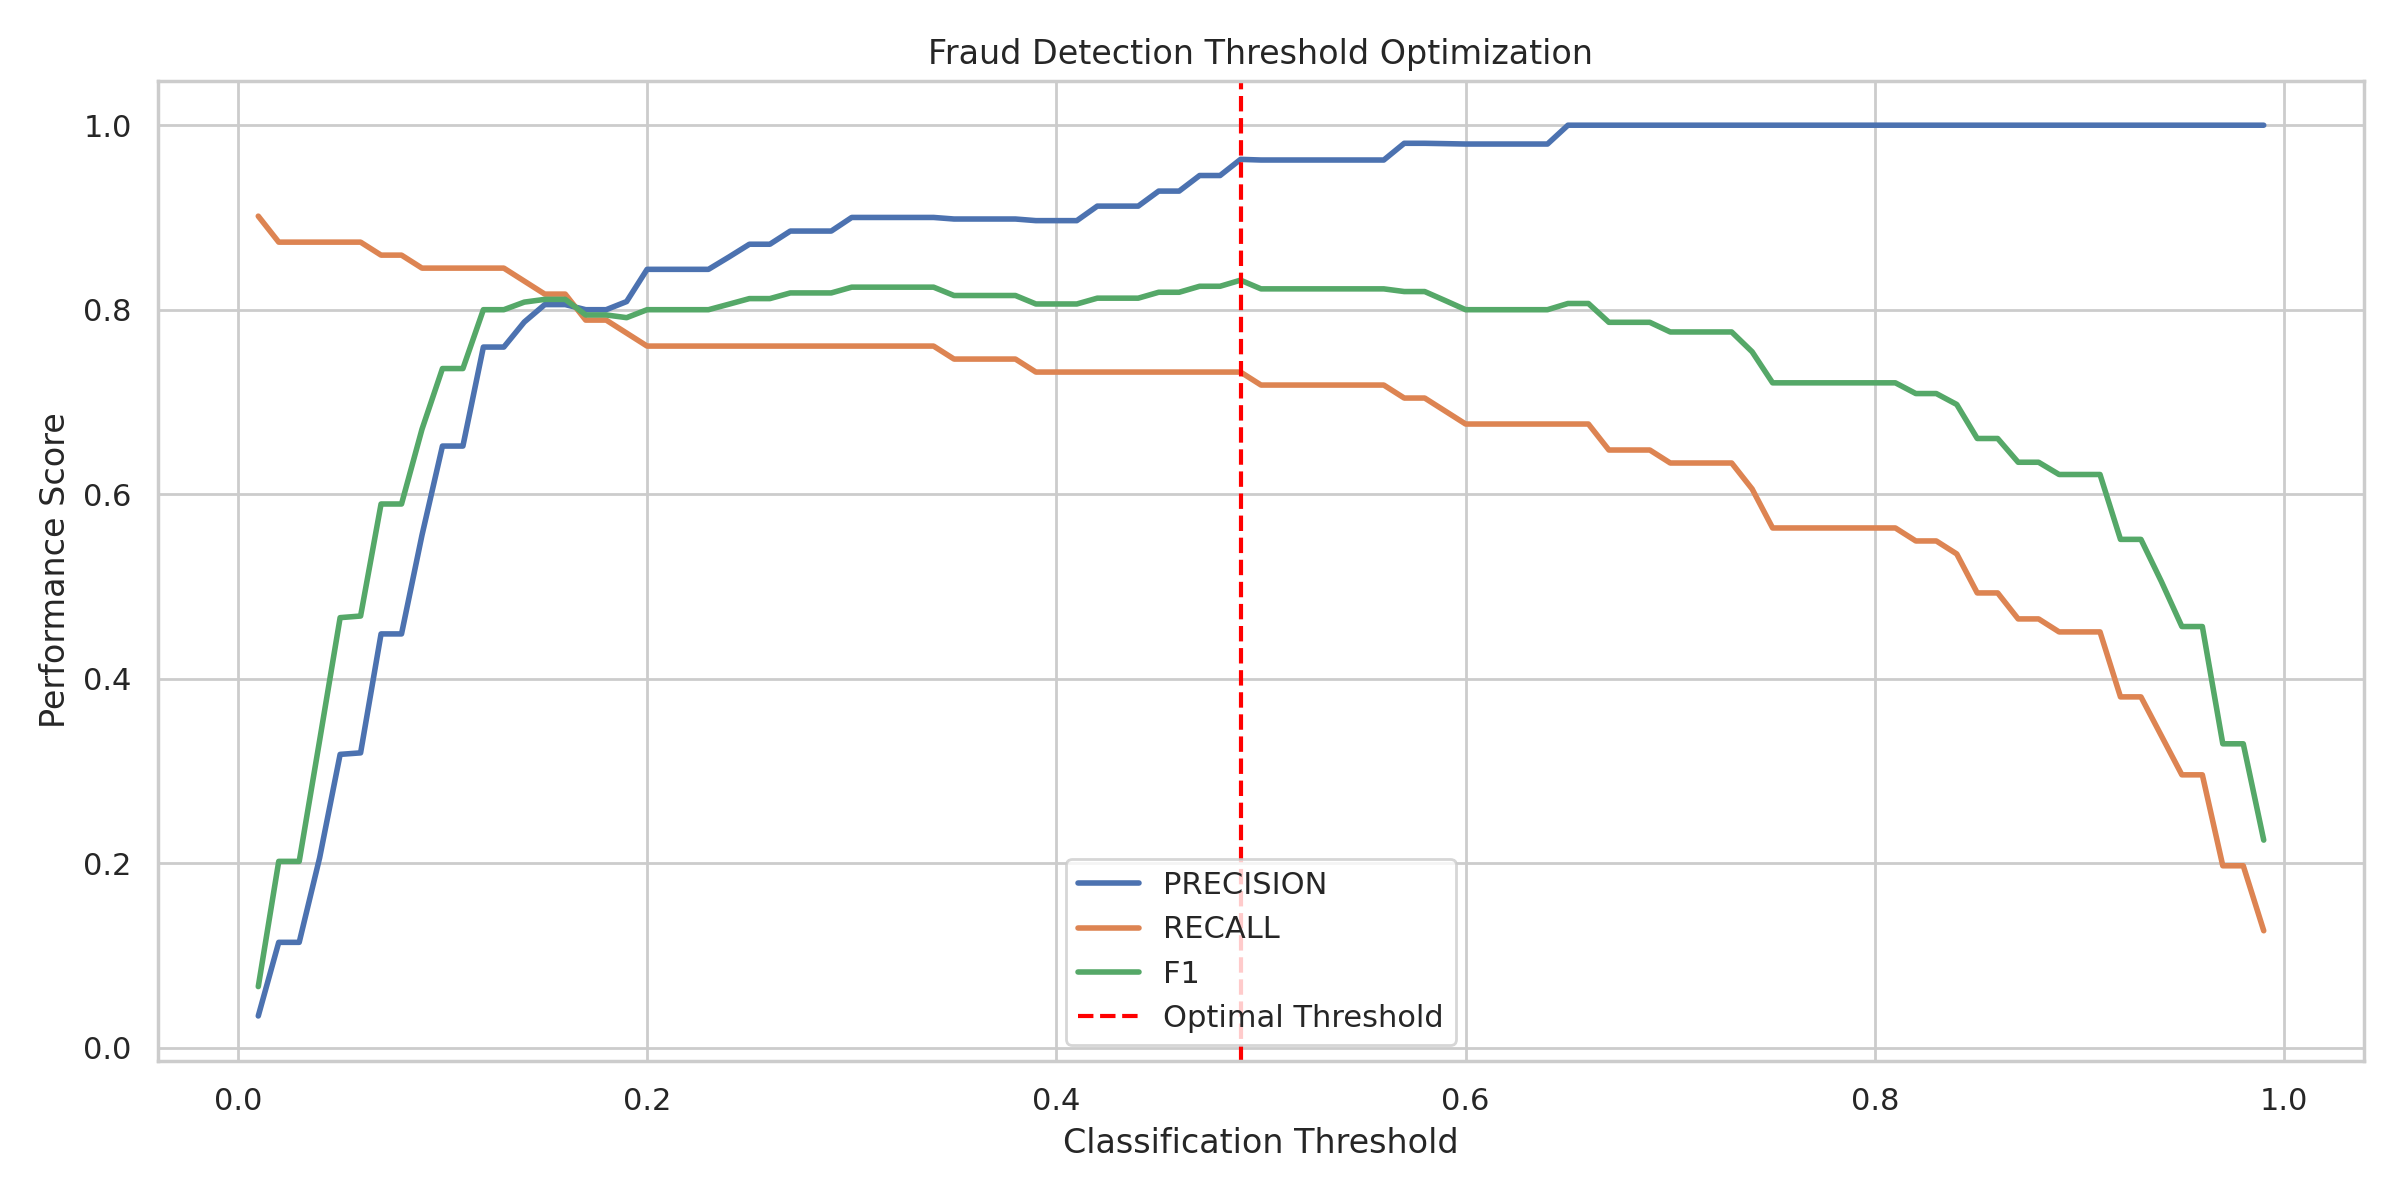 Fraud Detection Threshold Optimization
1.0
0.8
0.6
0.4
0.2
0.0
Performance Score
PRECISION
RECALL
F1
Optimal Threshold
0.0 0.2 0.4 0.6 0.8 1.0
Classification Threshold